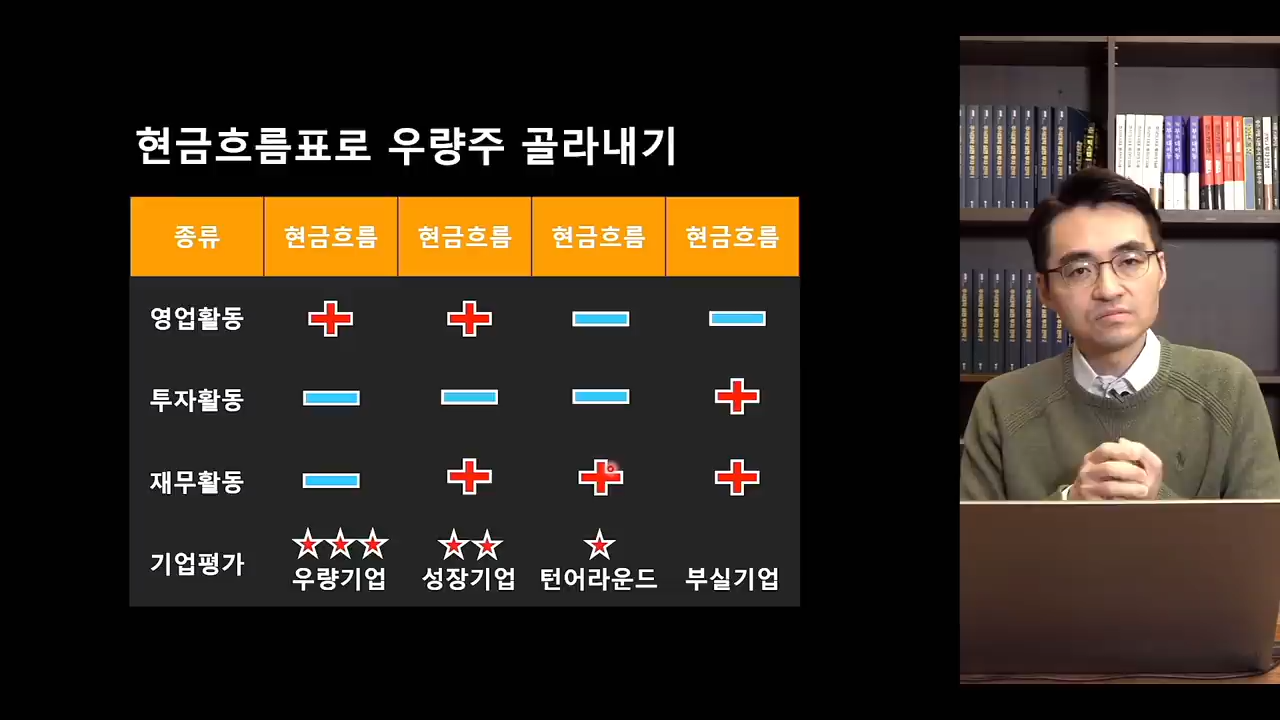 현금흐름표로 우량주 골라내기
종류 현금흐름 현금흐름 현금흐름 현금흐름
영업활동
투자활동
재무활동
기업평가
우량기업 성장기업 턴어라운드 부실기업